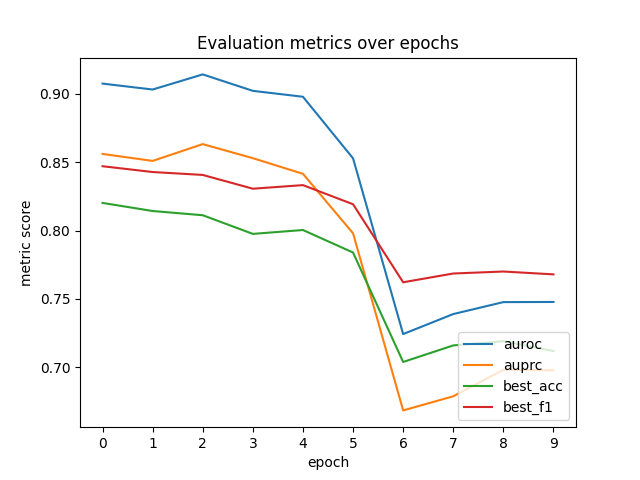 Evaluation metrics over epochs
metric score
0.90
0.85
0.80
0.75
0.70
auroc
auprc
best_acc
best_f1
0 1 2 3 4 5 6 7 8 9
epoch